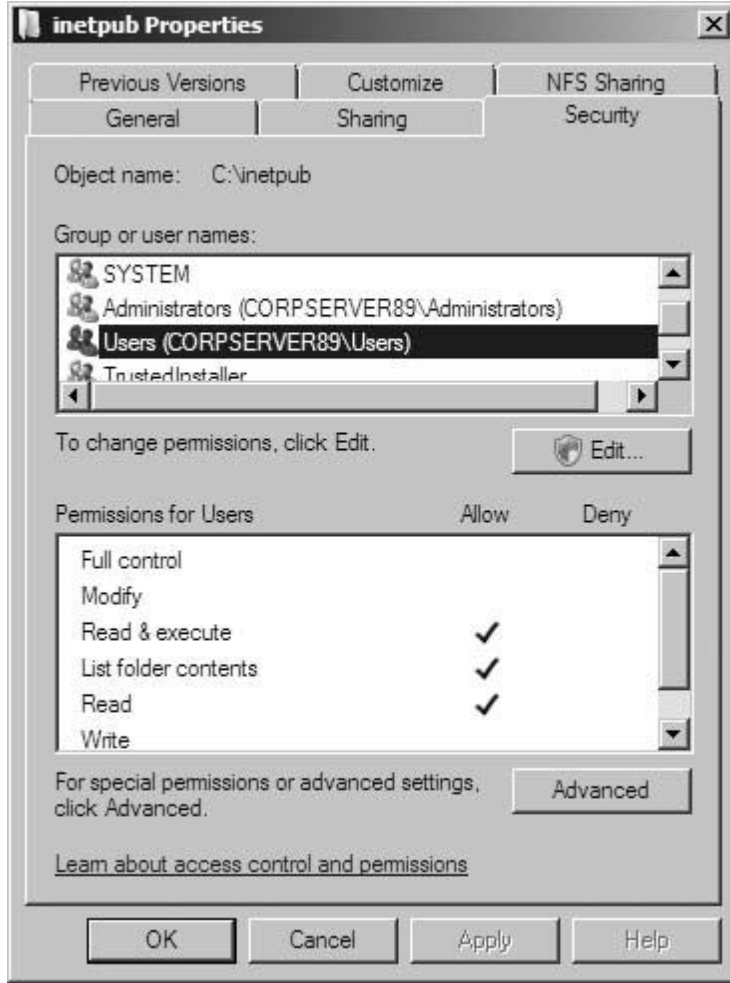 inetpub Properties
Previous Versions
Customize
NFS Sharing
General
Sharing
Security
Object name: C:\inetpub
Group or user names:
SYSTEM
Administrators (CORPSERVER89\Administrators)
Users (CORPSERVER89\Users)
TrustedInstaller
To change permissions, click Edit.
Edit...
Permissions for Users Allow Deny
Full control
Modify
Read & execute
List folder contents
Read
Write
For special permissions or advanced settings,
click Advanced.
Advanced
Learn about access control and permissions
OK
Cancel
Apply
Help